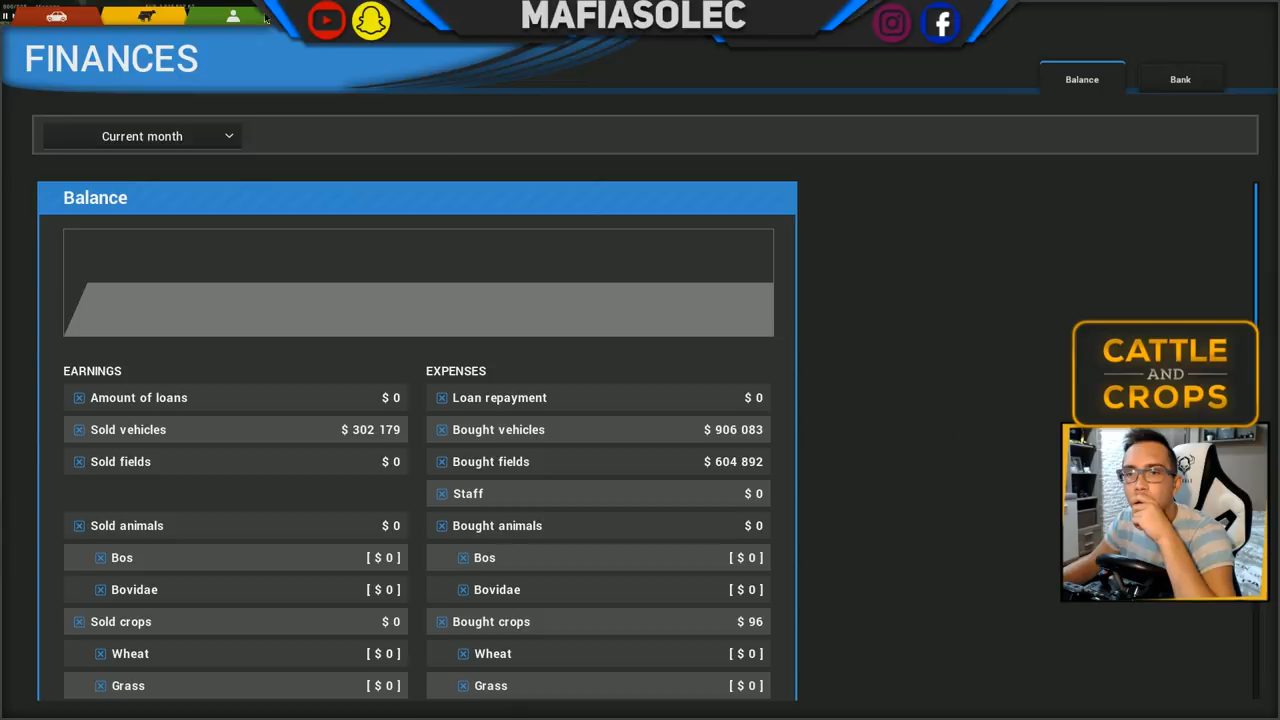 MAFIASOLEC
FINANCES
Balance
Bank
Current month
Balance
EARNINGS
EXPENSES
Amount of loans $ 0
Loan repayment $ 0
Sold vehicles $ 302 179
Bought vehicles $ 906 083
Sold fields $ 0
Bought fields $ 604 892
Staff $ 0
Sold animals $ 0
Bought animals $ 0
Bos [ $ 0 ]
Bos [ $ 0 ]
Bovidae [ $ 0 ]
Bovidae [ $ 0 ]
Sold crops $ 0
Bought crops $ 96
Wheat [ $ 0 ]
Wheat [ $ 0 ]
Grass [ $ 0 ]
Grass [ $ 0 ]
CATTLE
AND
CROPS